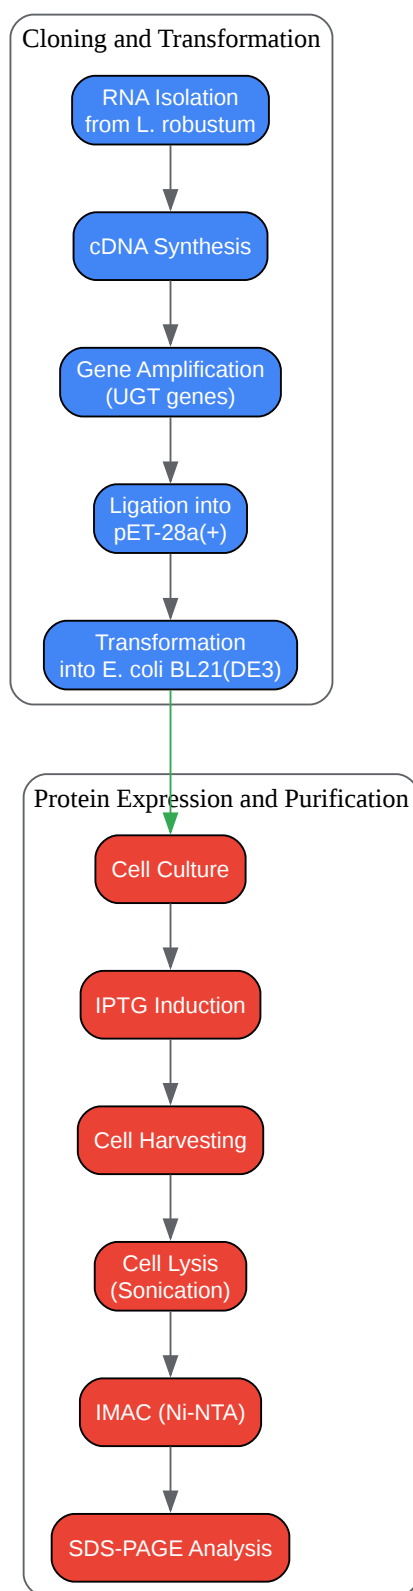 Cloning and Transformation
RNA Isolation
from L. robustum
cDNA Synthesis
Gene Amplification
(UGT genes)
Ligation into
pET-28a(+)
Transformation
into E. coli BL21(DE3)
Protein Expression and Purification
Cell Culture
IPTG Induction
Cell Harvesting
Cell Lysis
(Sonication)
IMAC (Ni-NTA)
SDS-PAGE Analysis